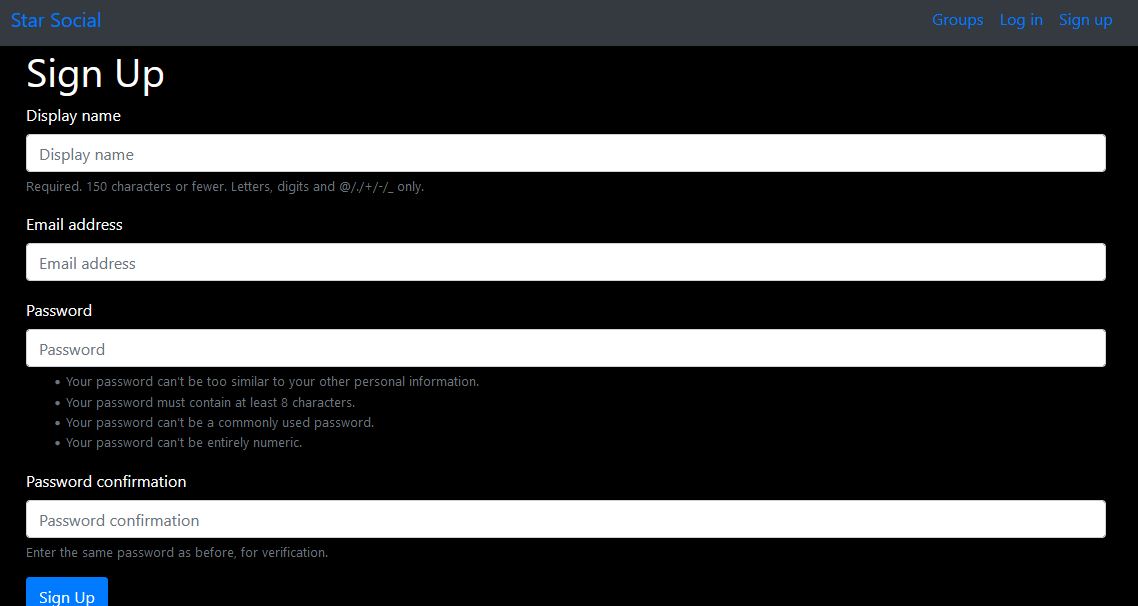 Star Social
Groups Log in Sign up
Sign Up
Display name
Display name
Required. 150 characters or fewer. Letters, digits and @/./+/-/_ only.
Email address
Email address
Password
Password
• Your password can't be too similar to your other personal information.
• Your password must contain at least 8 characters.
• Your password can't be a commonly used password.
• Your password can't be entirely numeric.
Password confirmation
Password confirmation
Enter the same password as before, for verification.
Sign Up